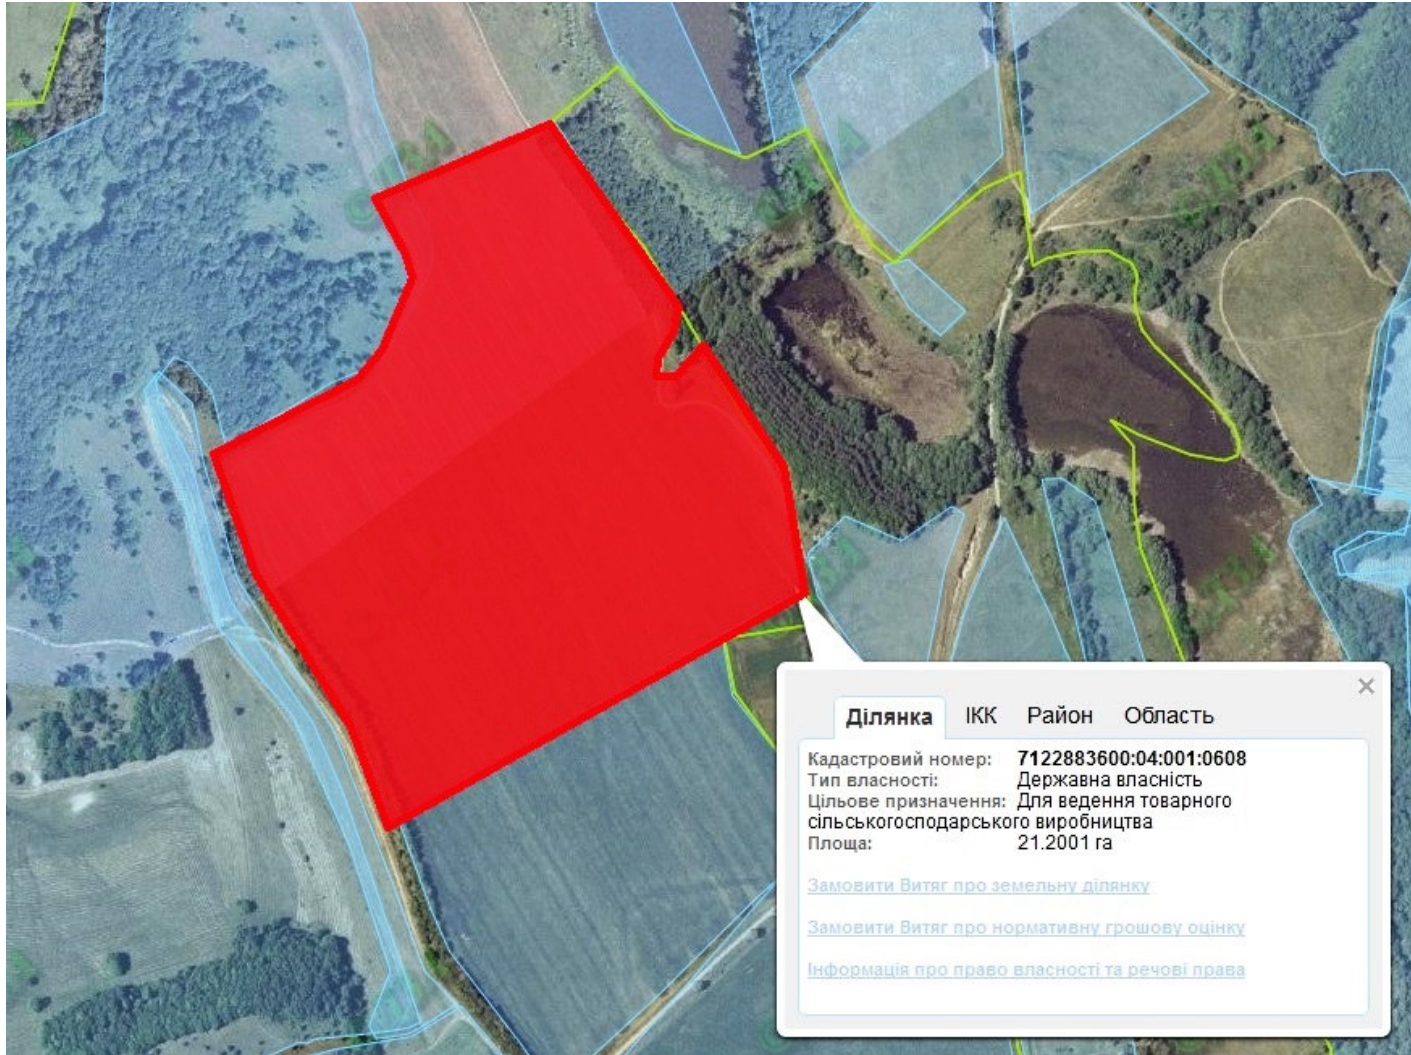 Ділянка ІКК Район Область
Кадастровий номер: 7122883600:04:001:0608
Тип власності: Державна власність
Цільове призначення: Для ведення товарного
сільськогосподарського виробництва
Площа: 21.2001 га
Замовити Витяг про земельну ділянку
Замовити Витяг про нормативну грошову оцінку
Інформація про право власності та речові права